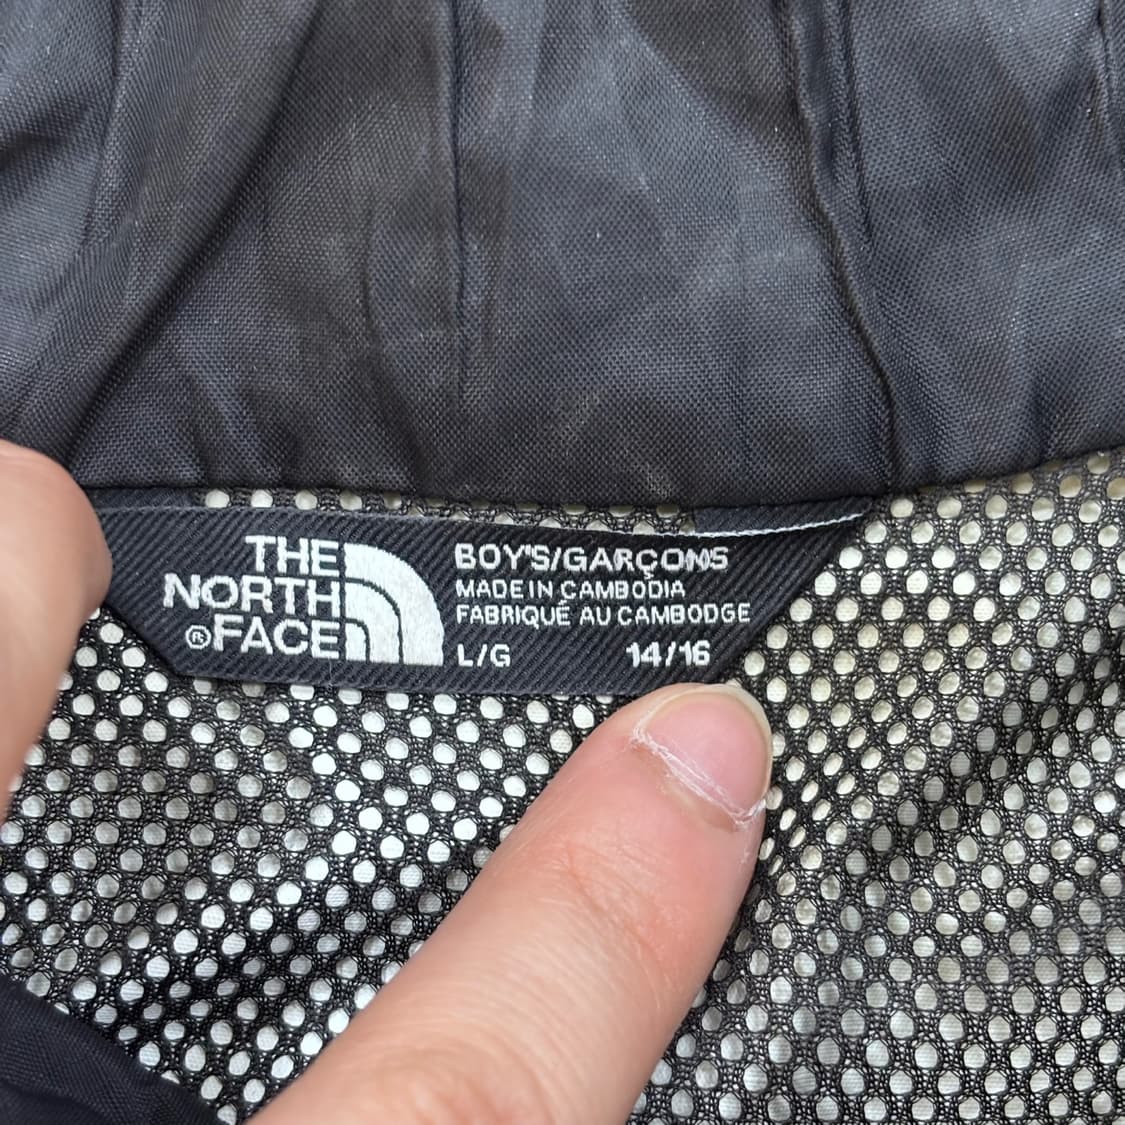 THE
NORTH
®FACE
BOY'S/GARÇONS
MADE IN CAMBODIA
FABRIQUÉ AU CAMBODGE
L/G 14/16